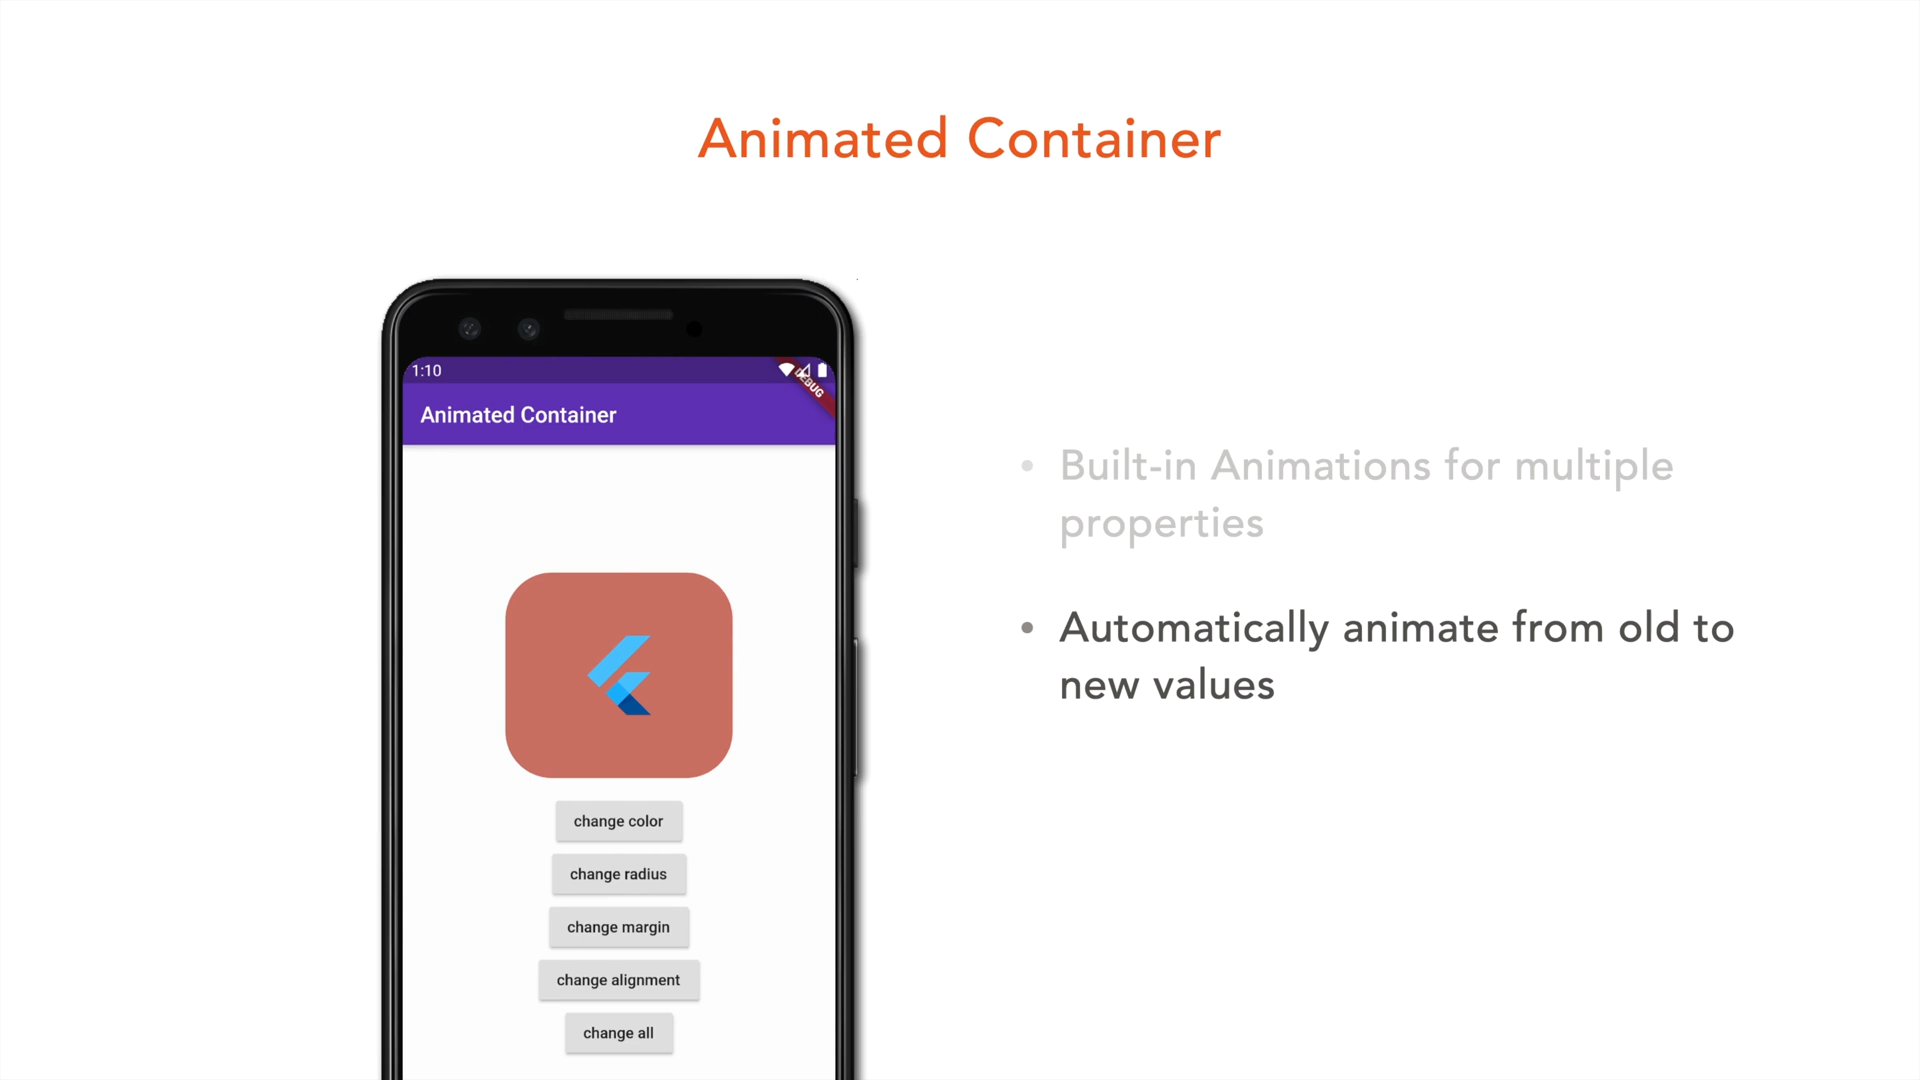 Animated Container
1:10
DEBUG
Animated Container
change color
change radius
change margin
change alignment
change all
• Built-in Animations for multiple
properties
• Automatically animate from old to
new values